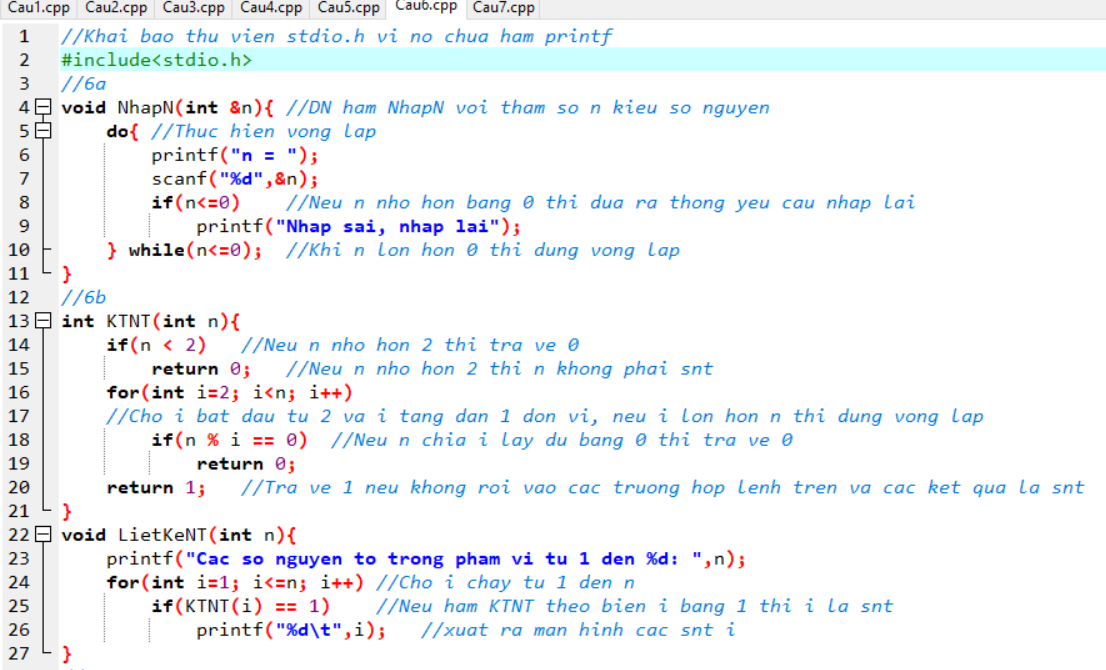 Cau1.cpp Cau2.cpp Cau3.cpp Cau4.cpp Cau5.cpp Cau6.cpp Cau7.cpp
1 //Khai bao thu vien stdio.h vi no chua ham printf
2 #include<stdio.h>
3 //6a
4 void NhapN(int &n){ //DN ham NhapN voi tham so n kieu so nguyen
5 do{ //Thuc hien vong lap
6 printf("n = ");
7 scanf("%d",&n);
8 if(n<=0) //Neu n nho hon bang 0 thi dua ra thong yeu cau nhap lai
9 printf("Nhap sai, nhap lai");
10 } while(n<=0); //Khi n lon hon 0 thi dung vong lap
11 }
12 //6b
13 int KTNT(int n){
14 if(n < 2) //Neu n nho hon 2 thi tra ve 0
15 return 0; //Neu n nho hon 2 thi n khong phai snt
16 for(int i=2; i<n; i++)
17 //Cho i bat dau tu 2 va i tang dan 1 don vi, neu i lon hon n thi dung vong lap
18 if(n % i == 0) //Neu n chia i lay du bang 0 thi tra ve 0
19 return 0;
20 return 1; //Tra ve 1 neu khong roi vao cac truong hop lenh tren va cac ket qua la snt
21 }
22 void LietKeNT(int n){
23 printf("Cac so nguyen to trong pham vi tu 1 den %d: ",n);
24 for(int i=1; i<=n; i++) //Cho i chay tu 1 den n
25 if(KTNT(i) == 1) //Neu ham KTNT theo bien i bang 1 thi i la snt
26 printf("%d\t",i); //xuat ra man hinh cac snt i
27 }